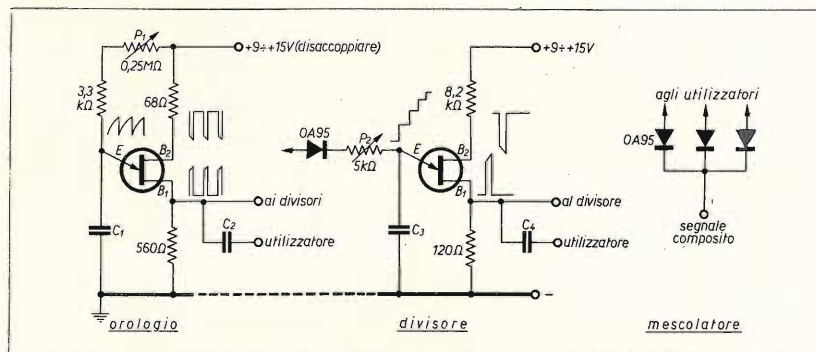 P1
0,25MΩ
+9÷+15V(disaccoppiare)
3,3
kΩ
68Ω
E
B2
B1
ai divisori
C1
C2
utilizzatore
560Ω
orologio
+9÷+15V
8,2
kΩ
OA95
P2
5kΩ
E
B2
B1
al divisore
C3
C4
utilizzatore
120Ω
-
divisore
agli utilizzatori
OA95
segnale
composito
mescolatore